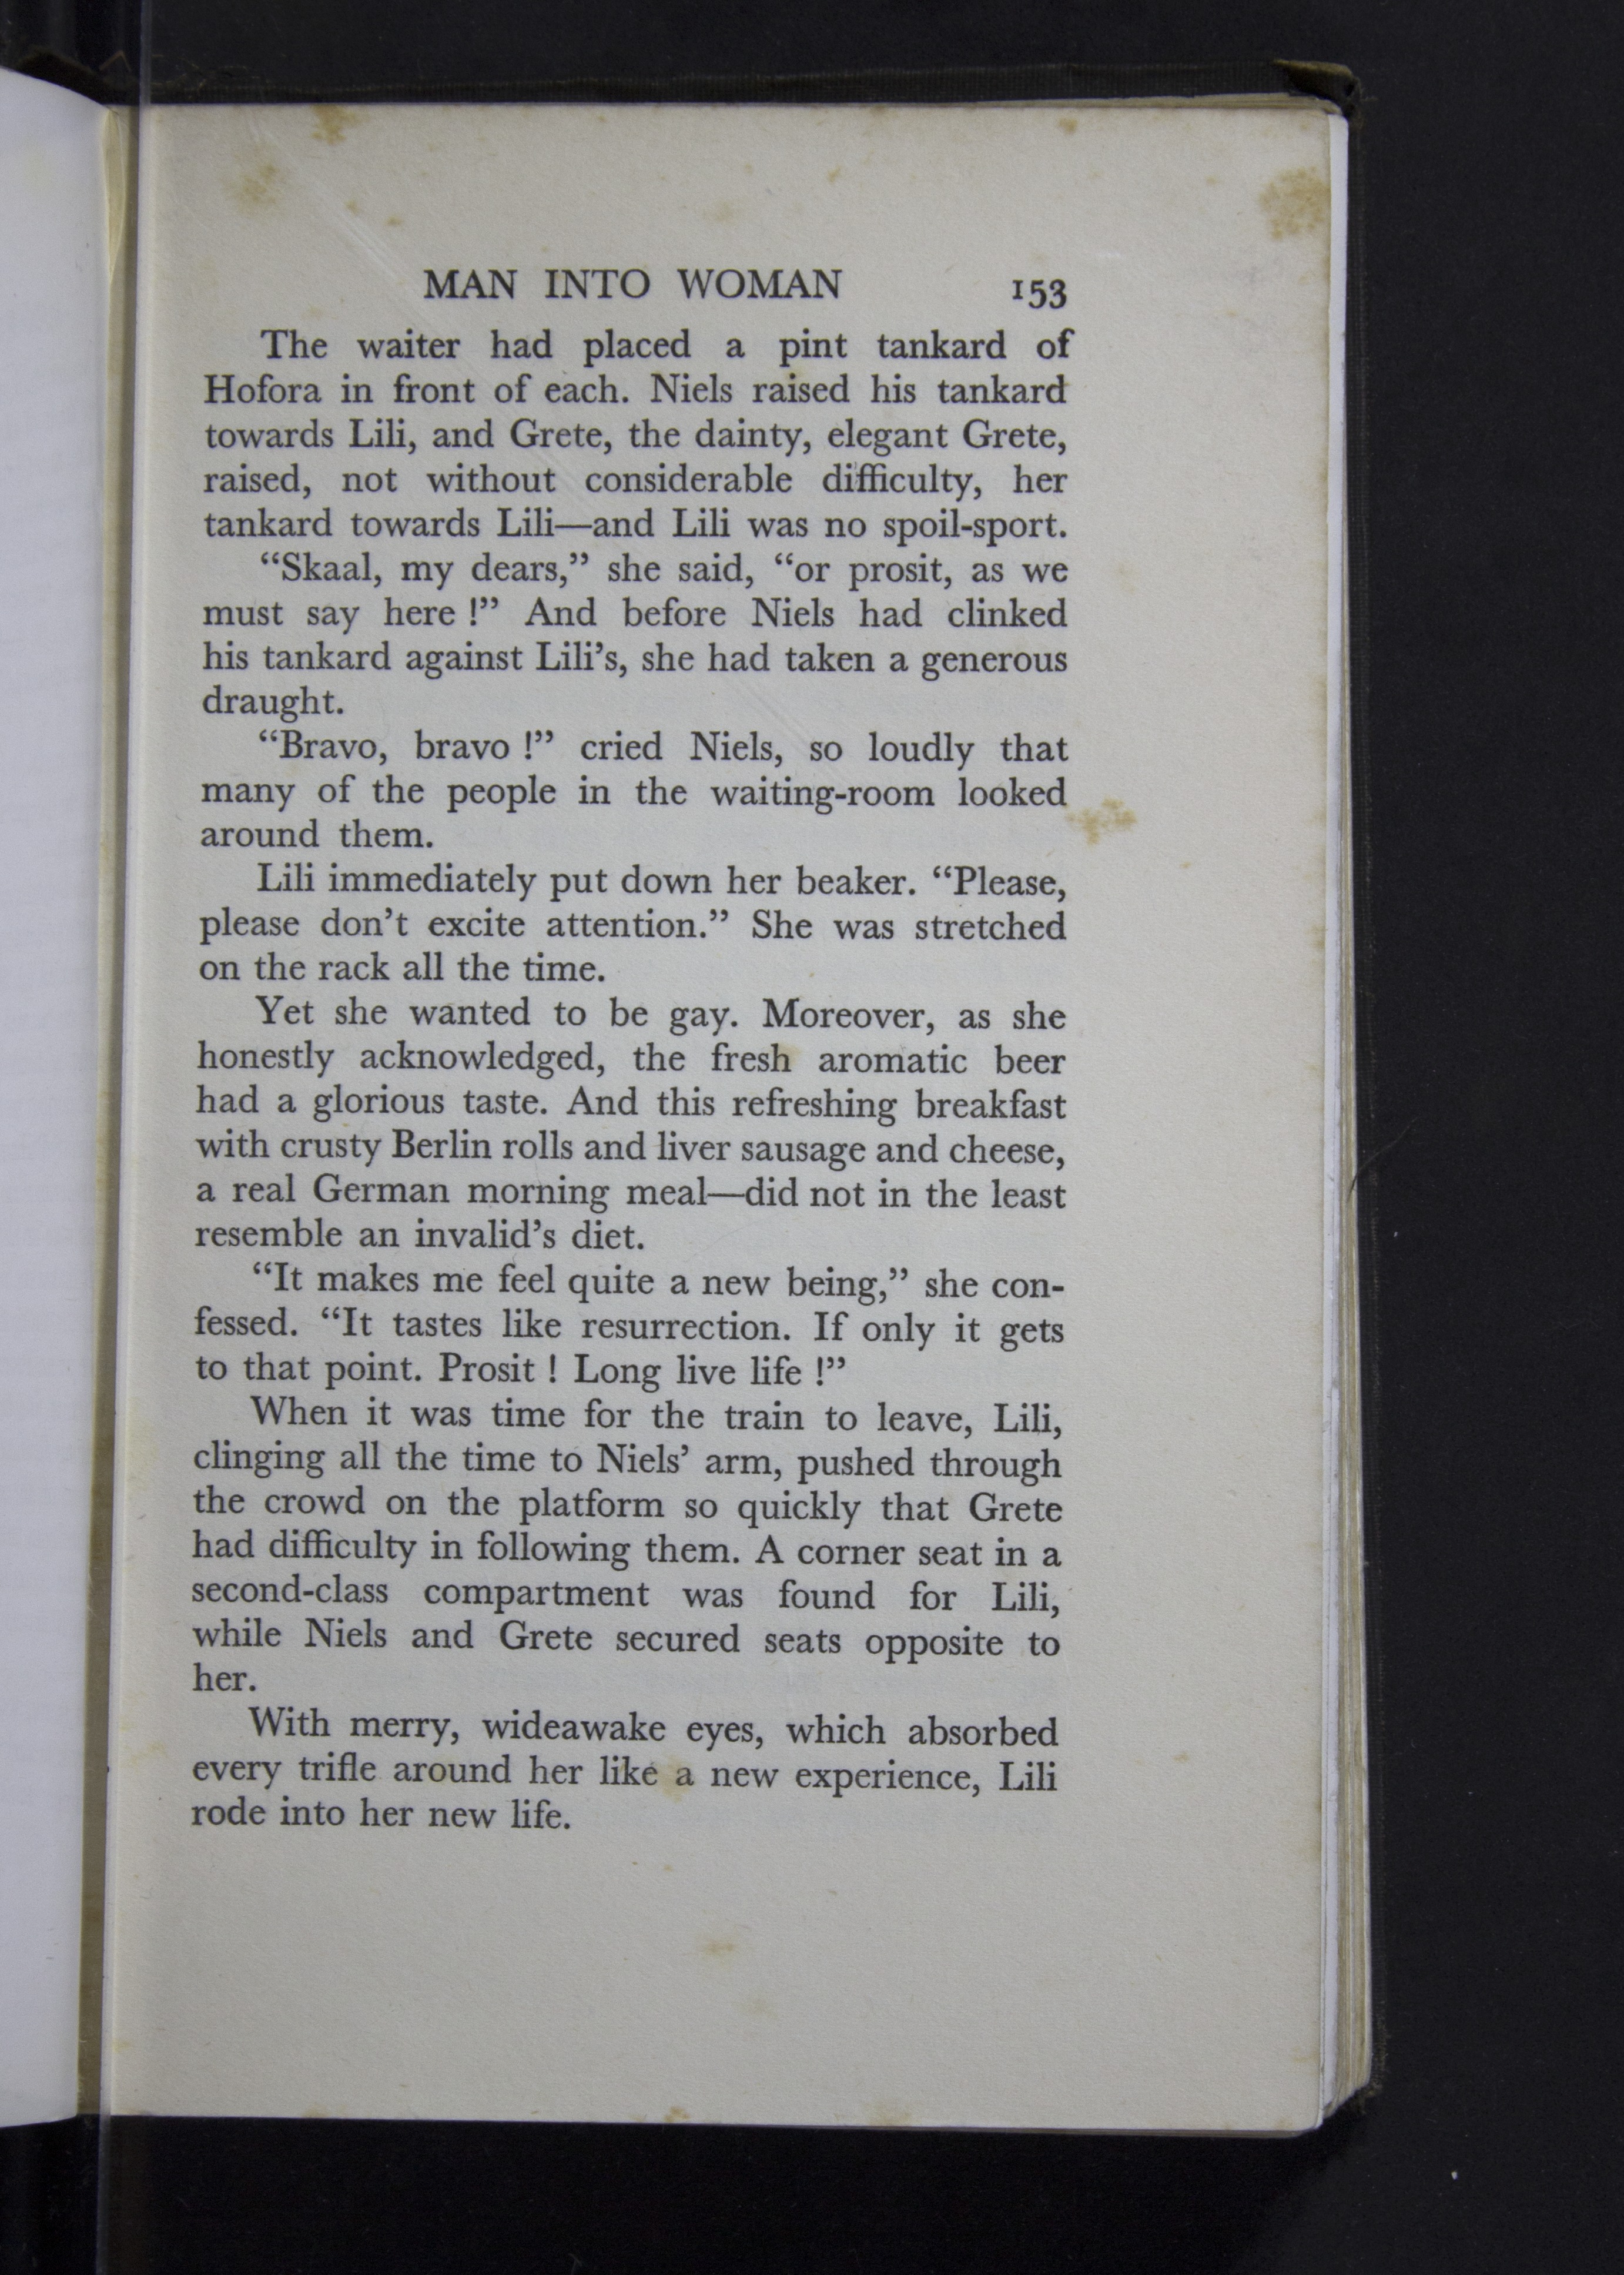 MAN INTO WOMAN 153
The waiter had placed a pint tankard of
Hofora in front of each. Niels raised his tankard
towards Lili, and Grete, the dainty, elegant Grete,
raised, not without considerable difficulty, her
tankard towards Lili—and Lili was no spoil-sport.
“Skaal, my dears,” she said, “or prosit, as we
must say here !” And before Niels had clinked
his tankard against Lili’s, she had taken a generous
draught.
“Bravo, bravo !” cried Niels, so loudly that
many of the people in the waiting-room looked
around them.
Lili immediately put down her beaker. “Please,
please don’t excite attention.” She was stretched
on the rack all the time.
Yet she wanted to be gay. Moreover, as she
honestly acknowledged, the fresh aromatic beer
had a glorious taste. And this refreshing breakfast
with crusty Berlin rolls and liver sausage and cheese,
a real German morning meal—did not in the least
resemble an invalid’s diet.
“It makes me feel quite a new being,” she con-
fessed. “It tastes like resurrection. If only it gets
to that point. Prosit ! Long live life !”
When it was time for the train to leave, Lili,
clinging all the time to Niels’ arm, pushed through
the crowd on the platform so quickly that Grete
had difficulty in following them. A corner seat in a
second-class compartment was found for Lili,
while Niels and Grete secured seats opposite to
her.
With merry, wideawake eyes, which absorbed
every trifle around her like a new experience, Lili
rode into her new life.